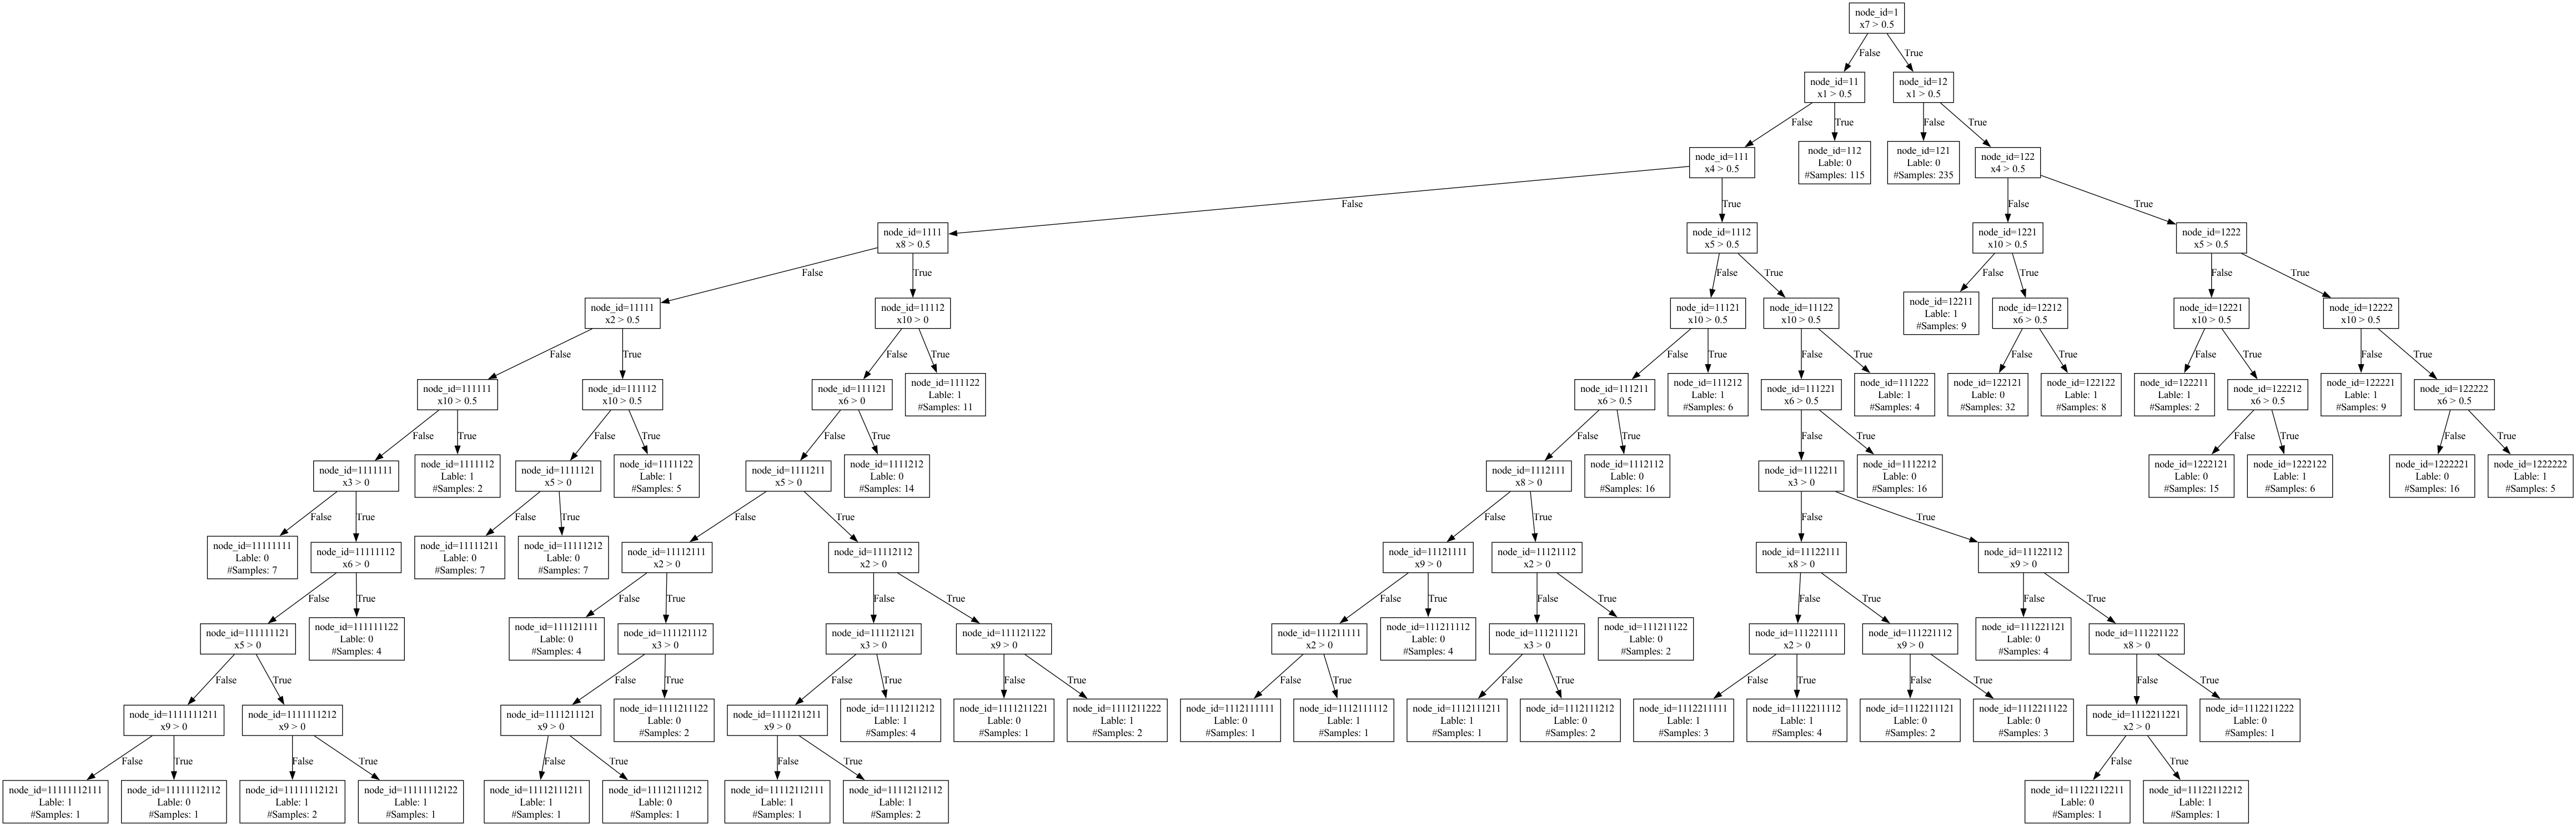 node_id=1
x7 > 0.5
False
True
node_id=11
x1 > 0.5
node_id=12
x1 > 0.5
False
True
False
True
node_id=111
x4 > 0.5
node_id=112
Lable: 0
#Samples: 115
node_id=121
Lable: 0
#Samples: 235
node_id=122
x4 > 0.5
False
True
False
True
node_id=1111
x8 > 0.5
node_id=1112
x5 > 0.5
node_id=1221
x10 > 0.5
node_id=1222
x5 > 0.5
False
True
False
True
False
True
False
True
node_id=11111
x2 > 0.5
node_id=11112
x10 > 0
node_id=11121
x10 > 0.5
node_id=11122
x10 > 0.5
node_id=12211
Lable: 1
#Samples: 9
node_id=12212
x6 > 0.5
node_id=12221
x10 > 0.5
node_id=12222
x10 > 0.5
False
True
False
True
False
True
False
True
False
True
False
True
False
True
node_id=111111
x10 > 0.5
node_id=111112
x10 > 0.5
node_id=111121
x6 > 0
node_id=111122
Lable: 1
#Samples: 11
node_id=111211
x6 > 0.5
node_id=111212
Lable: 1
#Samples: 6
node_id=111221
x6 > 0.5
node_id=111222
Lable: 1
#Samples: 4
node_id=122121
Lable: 0
#Samples: 32
node_id=122122
Lable: 1
#Samples: 8
node_id=122211
Lable: 1
#Samples: 2
node_id=122212
x6 > 0.5
node_id=122221
Lable: 1
#Samples: 9
node_id=122222
x6 > 0.5
False
True
False
True
False
True
False
True
False
True
False
True
False
True
node_id=1111111
x3 > 0
node_id=1111112
Lable: 1
#Samples: 2
node_id=1111121
x5 > 0
node_id=1111122
Lable: 1
#Samples: 5
node_id=1111211
x5 > 0
node_id=1111212
Lable: 0
#Samples: 14
node_id=1112111
x8 > 0
node_id=1112112
Lable: 0
#Samples: 16
node_id=1112211
x3 > 0
node_id=1112212
Lable: 0
#Samples: 16
node_id=1222121
Lable: 0
#Samples: 15
node_id=1222122
Lable: 1
#Samples: 6
node_id=1222221
Lable: 0
#Samples: 16
node_id=1222222
Lable: 1
#Samples: 5
False
True
False
True
False
True
False
True
False
True
node_id=11111111
Lable: 0
#Samples: 7
node_id=11111112
x6 > 0
node_id=11111211
Lable: 0
#Samples: 7
node_id=11111212
Lable: 0
#Samples: 7
node_id=11112111
x2 > 0
node_id=11112112
x2 > 0
node_id=11121111
x9 > 0
node_id=11121112
x2 > 0
node_id=11122111
x8 > 0
node_id=11122112
x9 > 0
False
True
False
True
False
True
False
True
False
True
False
True
False
True
node_id=111111121
x5 > 0
node_id=111111122
Lable: 0
#Samples: 4
node_id=111121111
Lable: 0
#Samples: 4
node_id=111121112
x3 > 0
node_id=111121121
x3 > 0
node_id=111121122
x9 > 0
node_id=111211111
x2 > 0
node_id=111211112
Lable: 0
#Samples: 4
node_id=111211121
x3 > 0
node_id=111211122
Lable: 0
#Samples: 2
node_id=111221111
x2 > 0
node_id=111221112
x9 > 0
node_id=111221121
Lable: 0
#Samples: 4
node_id=111221122
x8 > 0
False
True
False
True
False
True
False
True
False
True
False
True
False
True
False
True
False
True
node_id=1111111211
x9 > 0
node_id=1111111212
x9 > 0
node_id=1111211121
x9 > 0
node_id=1111211122
Lable: 0
#Samples: 2
node_id=1111211211
x9 > 0
node_id=1111211212
Lable: 1
#Samples: 4
node_id=1111211221
Lable: 0
#Samples: 1
node_id=1111211222
Lable: 1
#Samples: 2
node_id=1112111111
Lable: 0
#Samples: 1
node_id=1112111112
Lable: 1
#Samples: 1
node_id=1112111211
Lable: 1
#Samples: 1
node_id=1112111212
Lable: 0
#Samples: 2
node_id=1112211111
Lable: 1
#Samples: 3
node_id=1112211112
Lable: 1
#Samples: 4
node_id=1112211121
Lable: 0
#Samples: 2
node_id=1112211122
Lable: 0
#Samples: 3
node_id=1112211221
x2 > 0
node_id=1112211222
Lable: 0
#Samples: 1
False
True
False
True
False
True
False
True
False
True
node_id=11111112111
Lable: 1
#Samples: 1
node_id=11111112112
Lable: 0
#Samples: 1
node_id=11111112121
Lable: 1
#Samples: 2
node_id=11111112122
Lable: 1
#Samples: 1
node_id=11112111211
Lable: 1
#Samples: 1
node_id=11112111212
Lable: 0
#Samples: 1
node_id=11112112111
Lable: 1
#Samples: 1
node_id=11112112112
Lable: 1
#Samples: 2
node_id=11122112211
Lable: 0
#Samples: 1
node_id=11122112212
Lable: 1
#Samples: 1